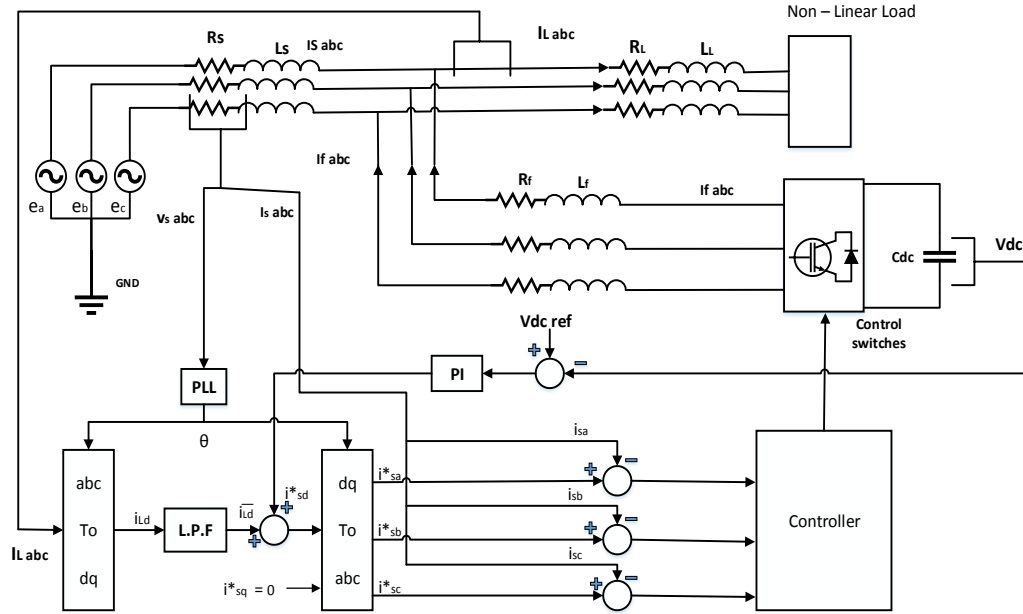 Non – Linear Load
Rs
Ls
IS abc
IL abc
RL
LL
ea
eb
ec
GND
If abc
vs abc
Is abc
Rf
Lf
If abc
Cdc
Vdc
Control
switches
Vdc ref
PI
PLL
θ
abc
To
dq
IL abc
iLd
L.P.F
iLd
i*sd
i*sq = 0
dq
To
abc
i*sa
i*sb
i*sc
isa
isb
isc
Controller